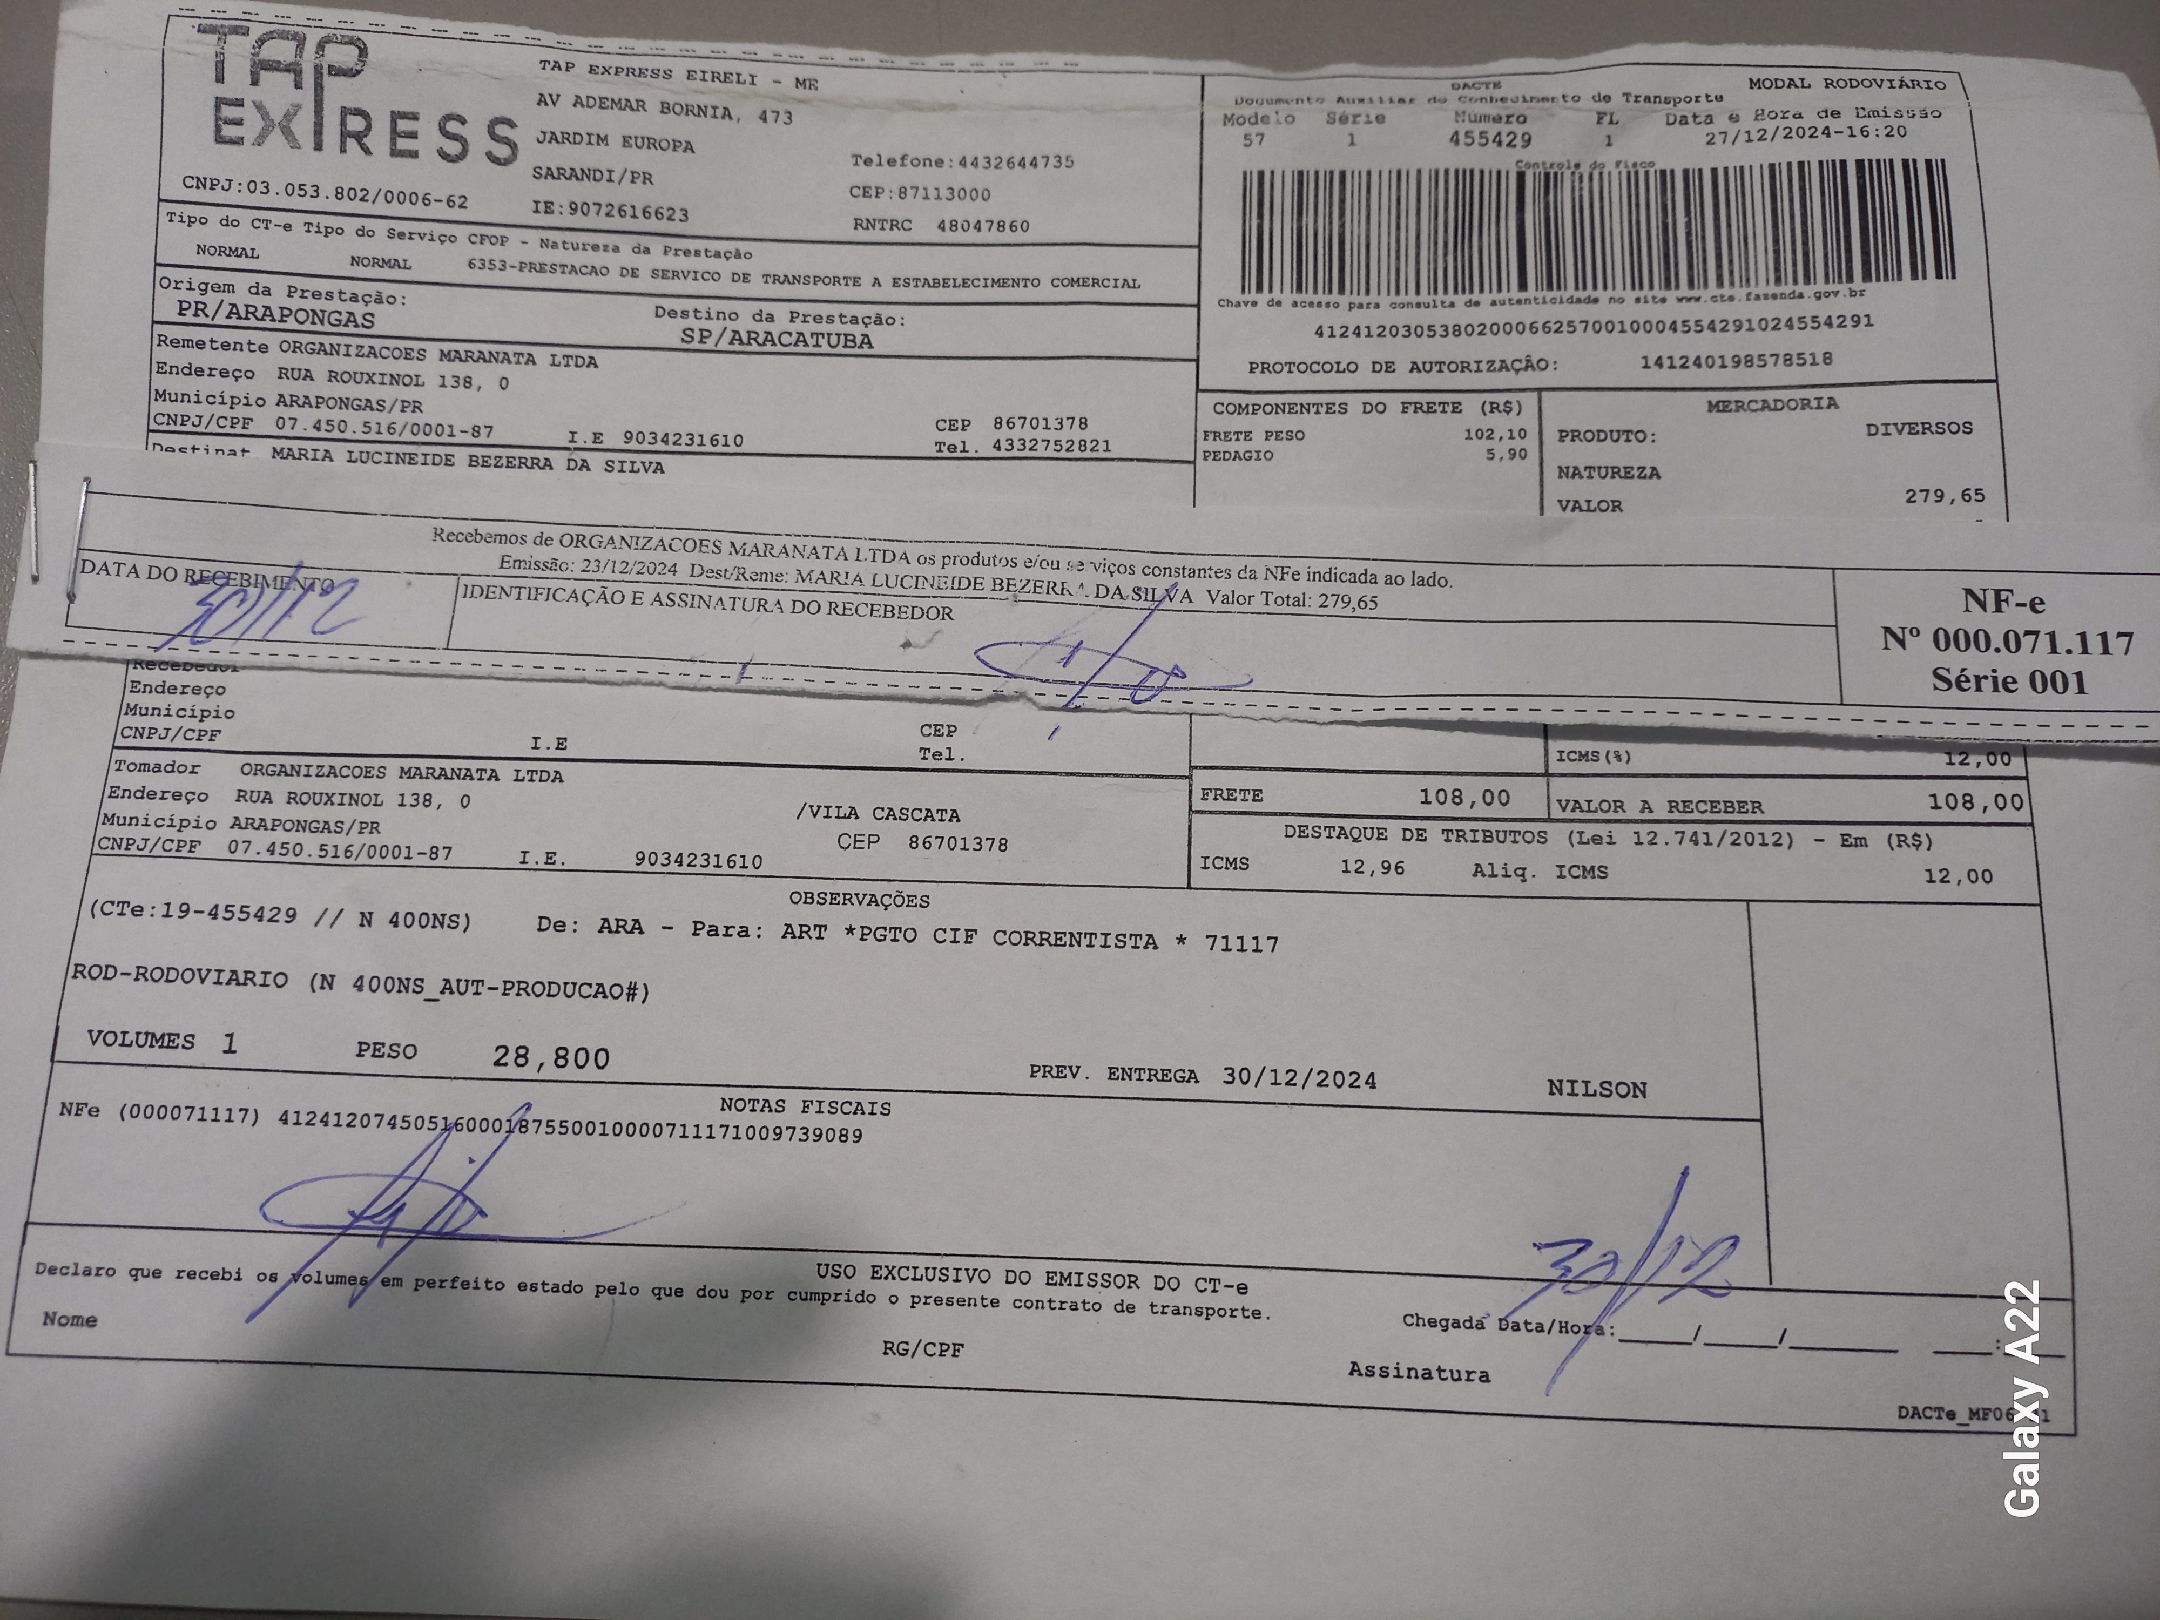 TAP
EXPRESS
TAP EXPRESS EIRELI - ME
AV ADEMAR BORNIA, 473
JARDIM EUROPA
SARANDI/PR
IE:9072616623
Telefone:4432644735
CEP:87113000
RNTRC 48047860
CNPJ:03.053.802/0006-62
DACTE
MODAL RODOVIÁRIO
Documento Auxiliar do Conhecimento de Transporte
Modelo Série Número FL Data e Hora de Emissão
57 1 455429 1 27/12/2024-16:20
Controle do Fisco
Chave de acesso para consulta de autenticidade no site www.cte.fazenda.gov.br
41241203053802000662570010004554291024554291
PROTOCOLO DE AUTORIZAÇÃO: 141240198578518
Tipo do CT-e Tipo do Serviço CFOP - Natureza da Prestação
NORMAL NORMAL 6353-PRESTACAO DE SERVICO DE TRANSPORTE A ESTABELECIMENTO COMERCIAL
Origem da Prestação: Destino da Prestação:
PR/ARAPONGAS SP/ARACATUBA
Remetente ORGANIZACOES MARANATA LTDA
Endereço RUA ROUXINOL 138, 0
Município ARAPONGAS/PR CEP 86701378
CNPJ/CPF 07.450.516/0001-87 I.E 9034231610 Tel. 4332752821
Destinat MARIA LUCINEIDE BEZERRA DA SILVA
COMPONENTES DO FRETE (R$)
FRETE PESO 102,10
PEDAGIO 5,90
MERCADORIA
PRODUTO: DIVERSOS
NATUREZA
VALOR 279,65
Recebemos de ORGANIZACOES MARANATA LTDA os produtos e/ou serviços constantes da NFe indicada ao lado.
Emissão: 23/12/2024 Dest/Reme: MARIA LUCINEIDE BEZERRA DA SILVA Valor Total: 279,65
DATA DO RECEBIMENTO
30/12
IDENTIFICAÇÃO E ASSINATURA DO RECEBEDOR
NF-e
Nº 000.071.117
Série 001
Recebedor
Endereço
Município CEP
CNPJ/CPF I.E Tel.
Tomador ORGANIZACOES MARANATA LTDA
Endereço RUA ROUXINOL 138, 0 /VILA CASCATA
Município ARAPONGAS/PR CEP 86701378
CNPJ/CPF 07.450.516/0001-87 I.E. 9034231610
ICMS(%) 12,00
FRETE 108,00 VALOR A RECEBER 108,00
DESTAQUE DE TRIBUTOS (Lei 12.741/2012) - Em (R$)
ICMS 12,96 Aliq. ICMS 12,00
OBSERVAÇÕES
(CTe:19-455429 // N 400NS) De: ARA - Para: ART *PGTO CIF CORRENTISTA * 71117
ROD-RODOVIARIO (N 400NS_AUT-PRODUCAO#)
VOLUMES 1 PESO 28,800 PREV. ENTREGA 30/12/2024 NILSON
NOTAS FISCAIS
NFe (000071117) 41241207450516000187550010000711171009739089
30/12
USO EXCLUSIVO DO EMISSOR DO CT-e
Declaro que recebi os volumes em perfeito estado pelo que dou por cumprido o presente contrato de transporte.
Nome RG/CPF Chegada Data/Hora:____/____/______ ____:____
Assinatura
Galaxy A22